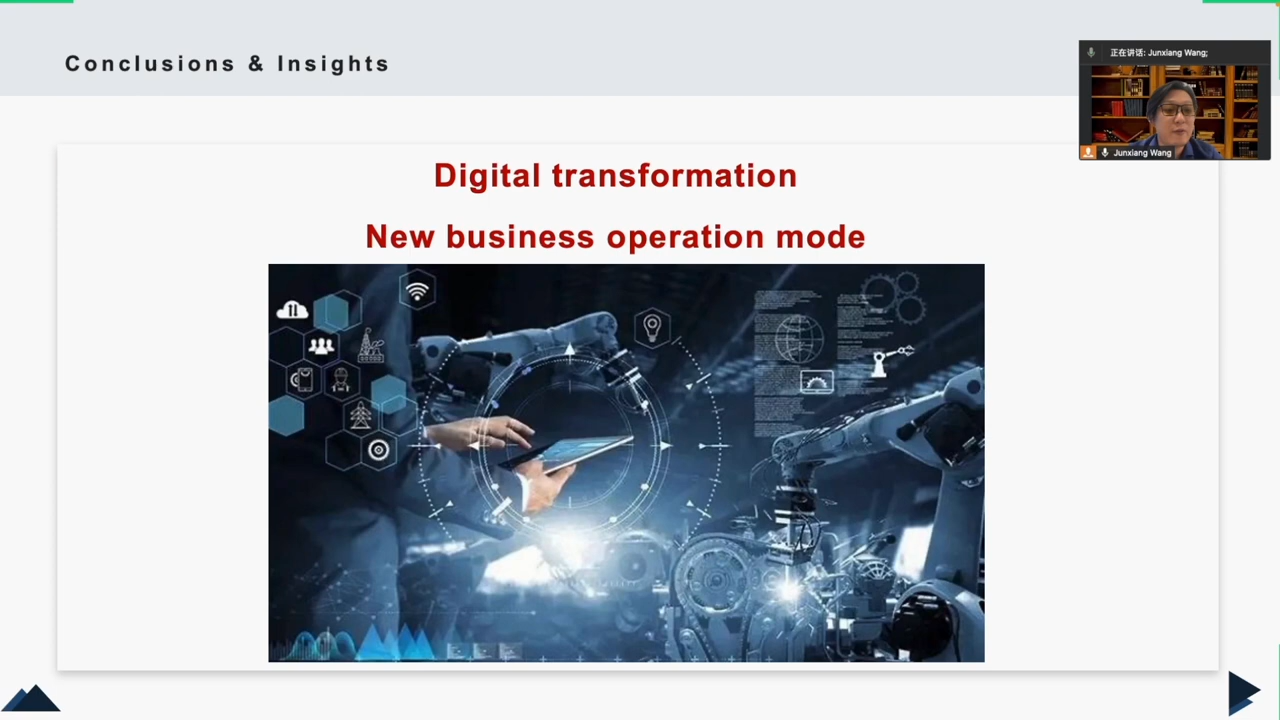 Conclusions & Insights
正在讲话: Junxiang Wang;
Junxiang Wang
Digital transformation
New business operation mode